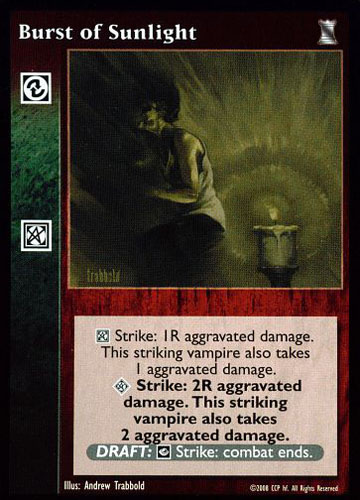 Burst of Sunlight
trabbold
Strike: 1R aggravated damage.
This striking vampire also takes
1 aggravated damage.
Strike: 2R aggravated
damage. This striking
vampire also takes
2 aggravated damage.
DRAFT: Strike: combat ends.
Illus: Andrew Trabbold
©2008 CCP hf. All Rights Reserved